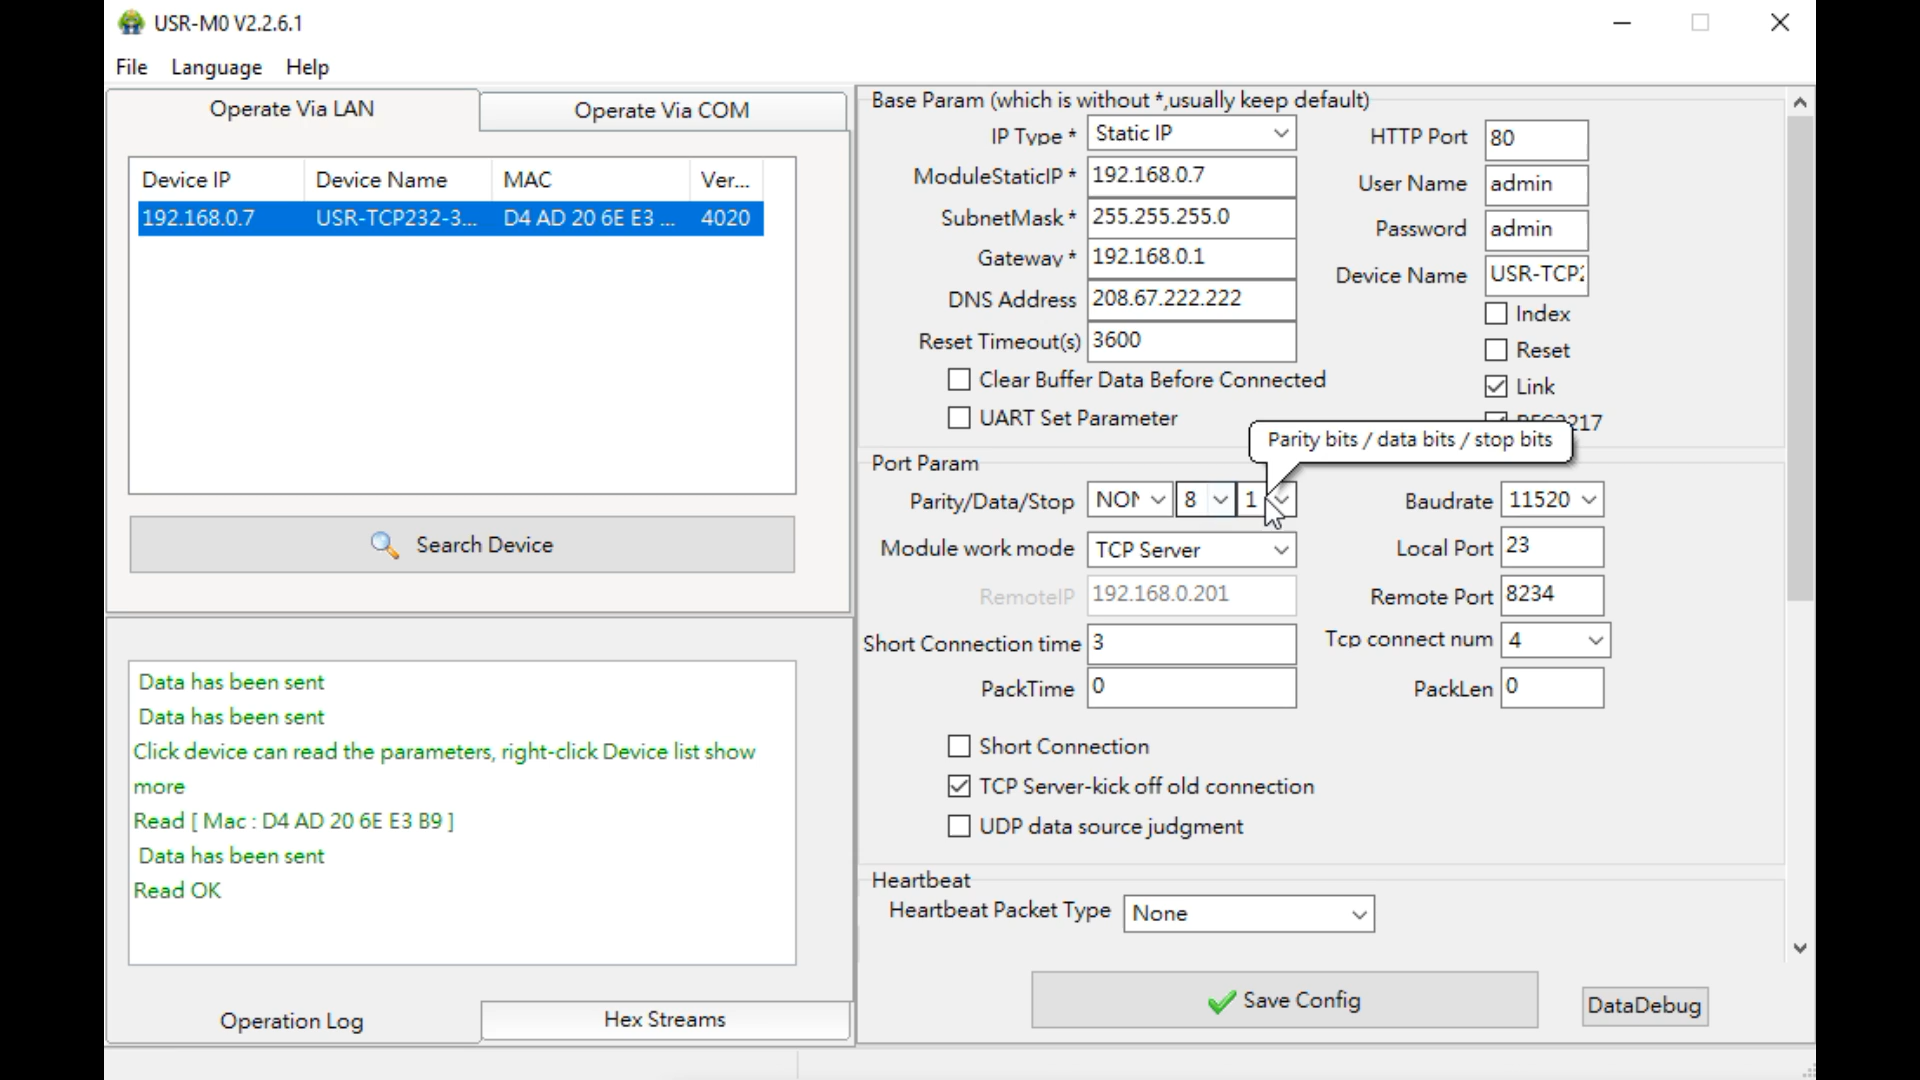 USR-M0 V2.2.6.1
File Language Help
Operate Via LAN
Operate Via COM
Device IP Device Name MAC Ver...
192.168.0.7 USR-TCP232-3... D4 AD 20 6E E3 ... 4020
Search Device
Data has been sent
Data has been sent
Click device can read the parameters, right-click Device list show
more
Read [ Mac : D4 AD 20 6E E3 B9 ]
Data has been sent
Read OK
Operation Log
Hex Streams
Base Param (which is without *,usually keep default)
IP Type * Static IP
HTTP Port 80
ModuleStaticIP * 192.168.0.7
User Name admin
SubnetMask * 255.255.255.0
Password admin
Gateway * 192.168.0.1
Device Name USR-TCP2
DNS Address 208.67.222.222
Index
Reset Timeout(s) 3600
Reset
Clear Buffer Data Before Connected
Link
UART Set Parameter
Parity bits / data bits / stop bits
Port Param
Parity/Data/Stop NON 8 1
Baudrate 11520
Module work mode TCP Server
Local Port 23
RemoteIP 192.168.0.201
Remote Port 8234
Short Connection time 3
Tcp connect num 4
PackTime 0
PackLen 0
Short Connection
TCP Server-kick off old connection
UDP data source judgment
Heartbeat
Heartbeat Packet Type None
Save Config
DataDebug